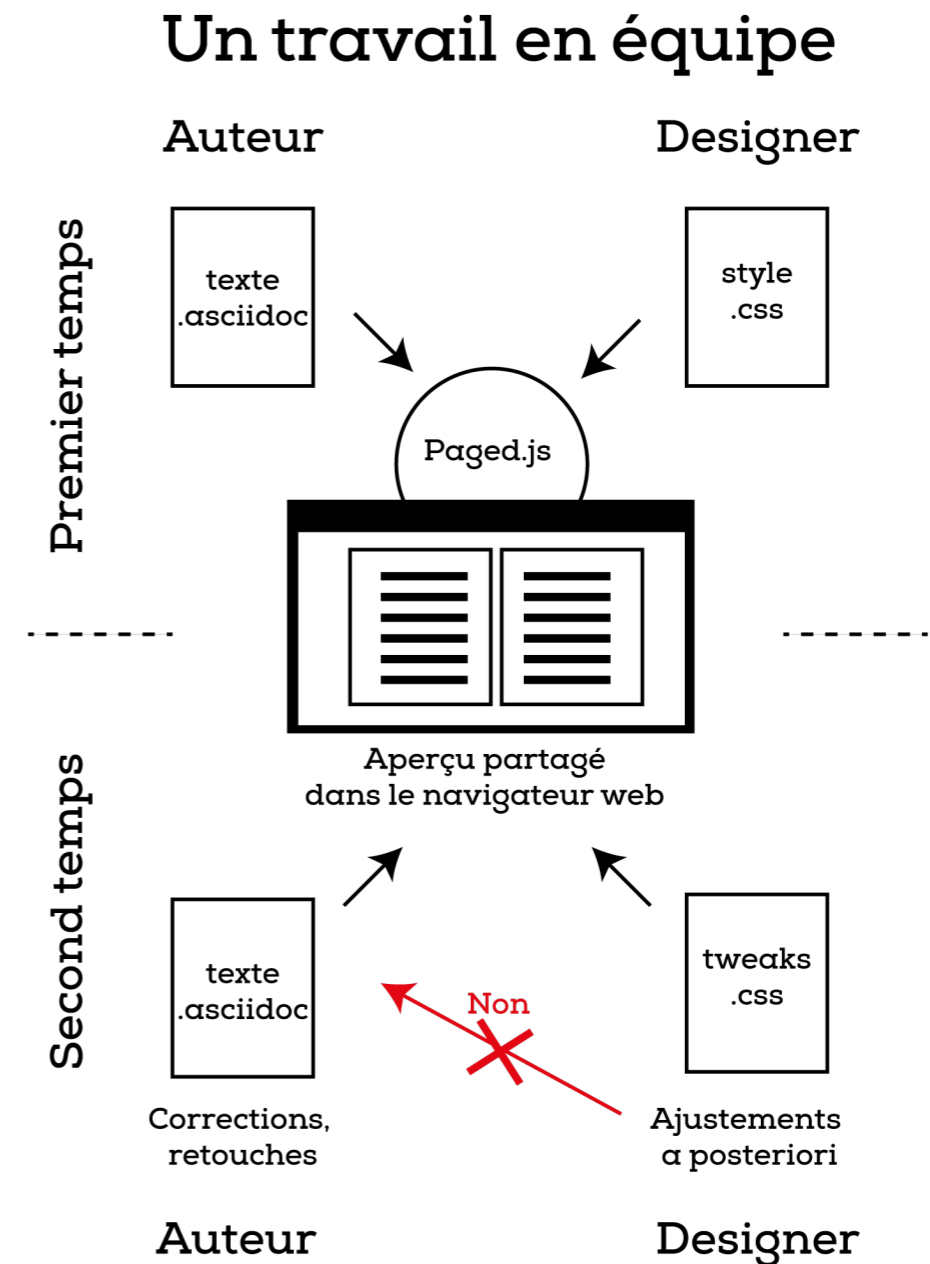 Un travail en équipe
Auteur
Designer
Premier temps
texte
.asciidoc
style
.css
Paged.js
Aperçu partagé
dans le navigateur web
Second temps
texte
.asciidoc
Non
tweaks
.css
Corrections,
retouches
Ajustements
a posteriori
Auteur
Designer